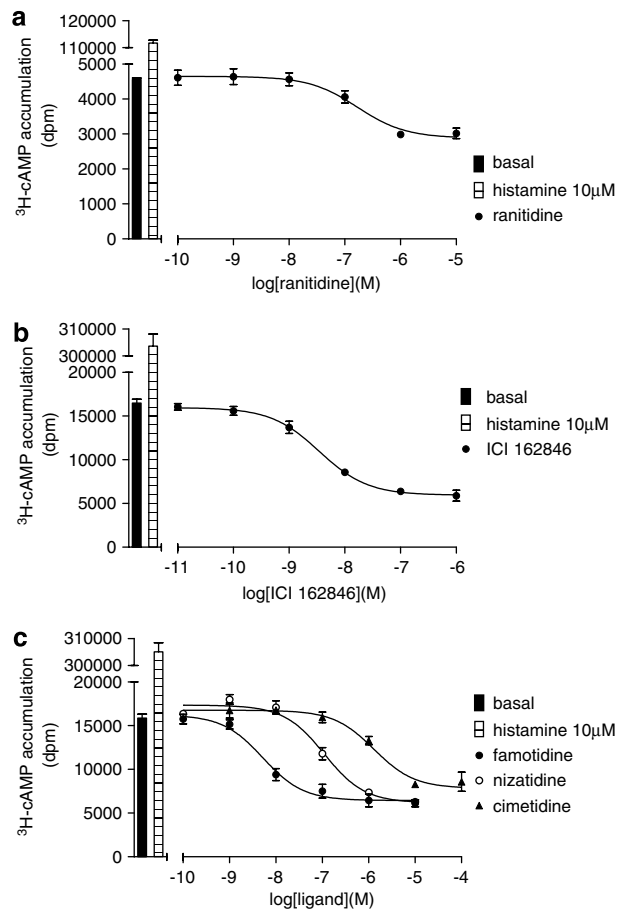 a
120000
110000
5000
4000
3000
2000
1000
0
³H-cAMP accumulation
(dpm)
-10 -9 -8 -7 -6 -5
log[ranitidine](M)
basal
histamine 10μM
ranitidine
b
310000
300000
20000
15000
10000
5000
0
³H-cAMP accumulation
(dpm)
-11 -10 -9 -8 -7 -6
log[ICI 162846](M)
basal
histamine 10μM
ICI 162846
c
310000
300000
20000
15000
10000
5000
0
³H-cAMP accumulation
(dpm)
-10 -9 -8 -7 -6 -5 -4
log[ligand](M)
basal
histamine 10μM
famotidine
nizatidine
cimetidine